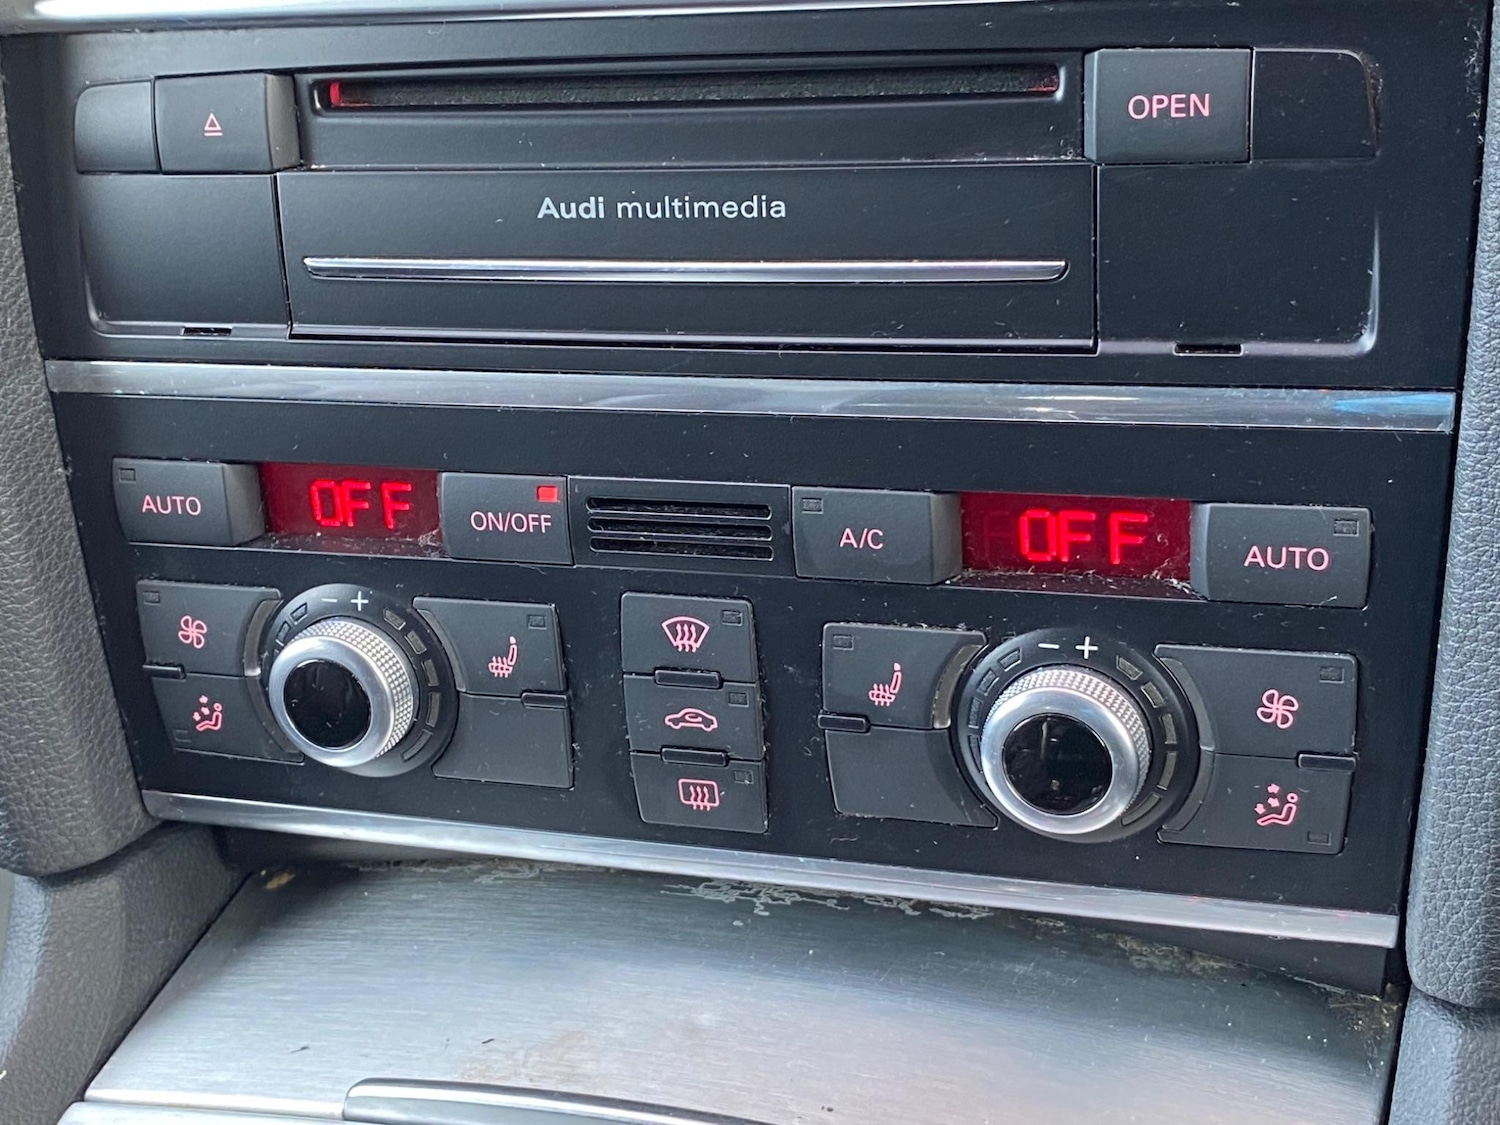 OPEN
Audi multimedia
AUTO
OFF
ON/OFF
A/C
OFF
AUTO
− +
− +